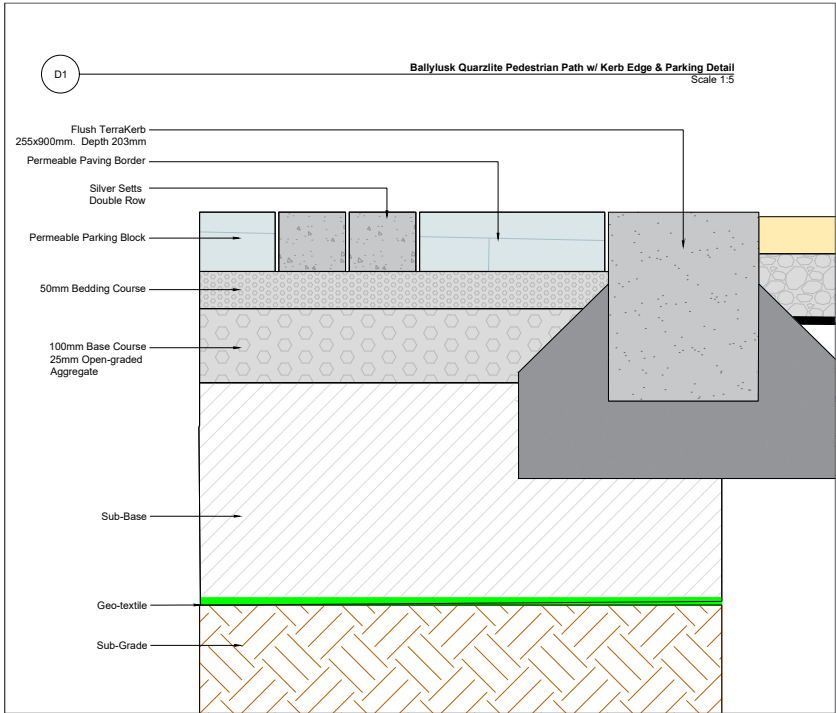 D1
Ballylusk Quarzlite Pedestrian Path w/ Kerb Edge & Parking Detail
Scale 1:5
Flush TerraKerb
255x900mm. Depth 203mm
Permeable Paving Border
Silver Setts
Double Row
Permeable Parking Block
50mm Bedding Course
100mm Base Course
25mm Open-graded
Aggregate
Sub-Base
Geo-textile
Sub-Grade